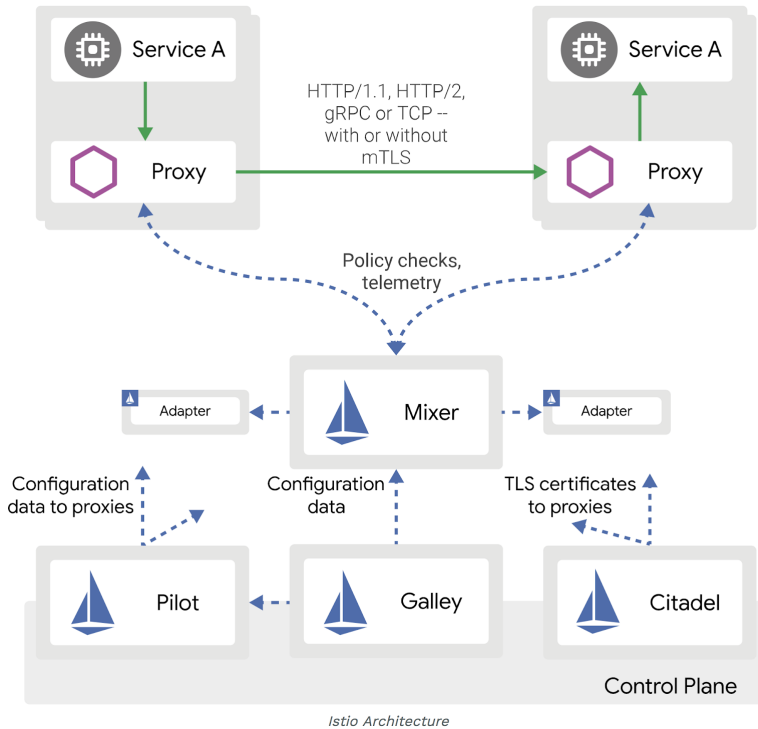 Service A
Service A
HTTP/1.1, HTTP/2,
gRPC or TCP --
with or without
mTLS
Proxy
Proxy
Policy checks,
telemetry
Adapter
Mixer
Adapter
Configuration
data to proxies
Configuration
data
TLS certificates
to proxies
Pilot
Galley
Citadel
Control Plane
Istio Architecture